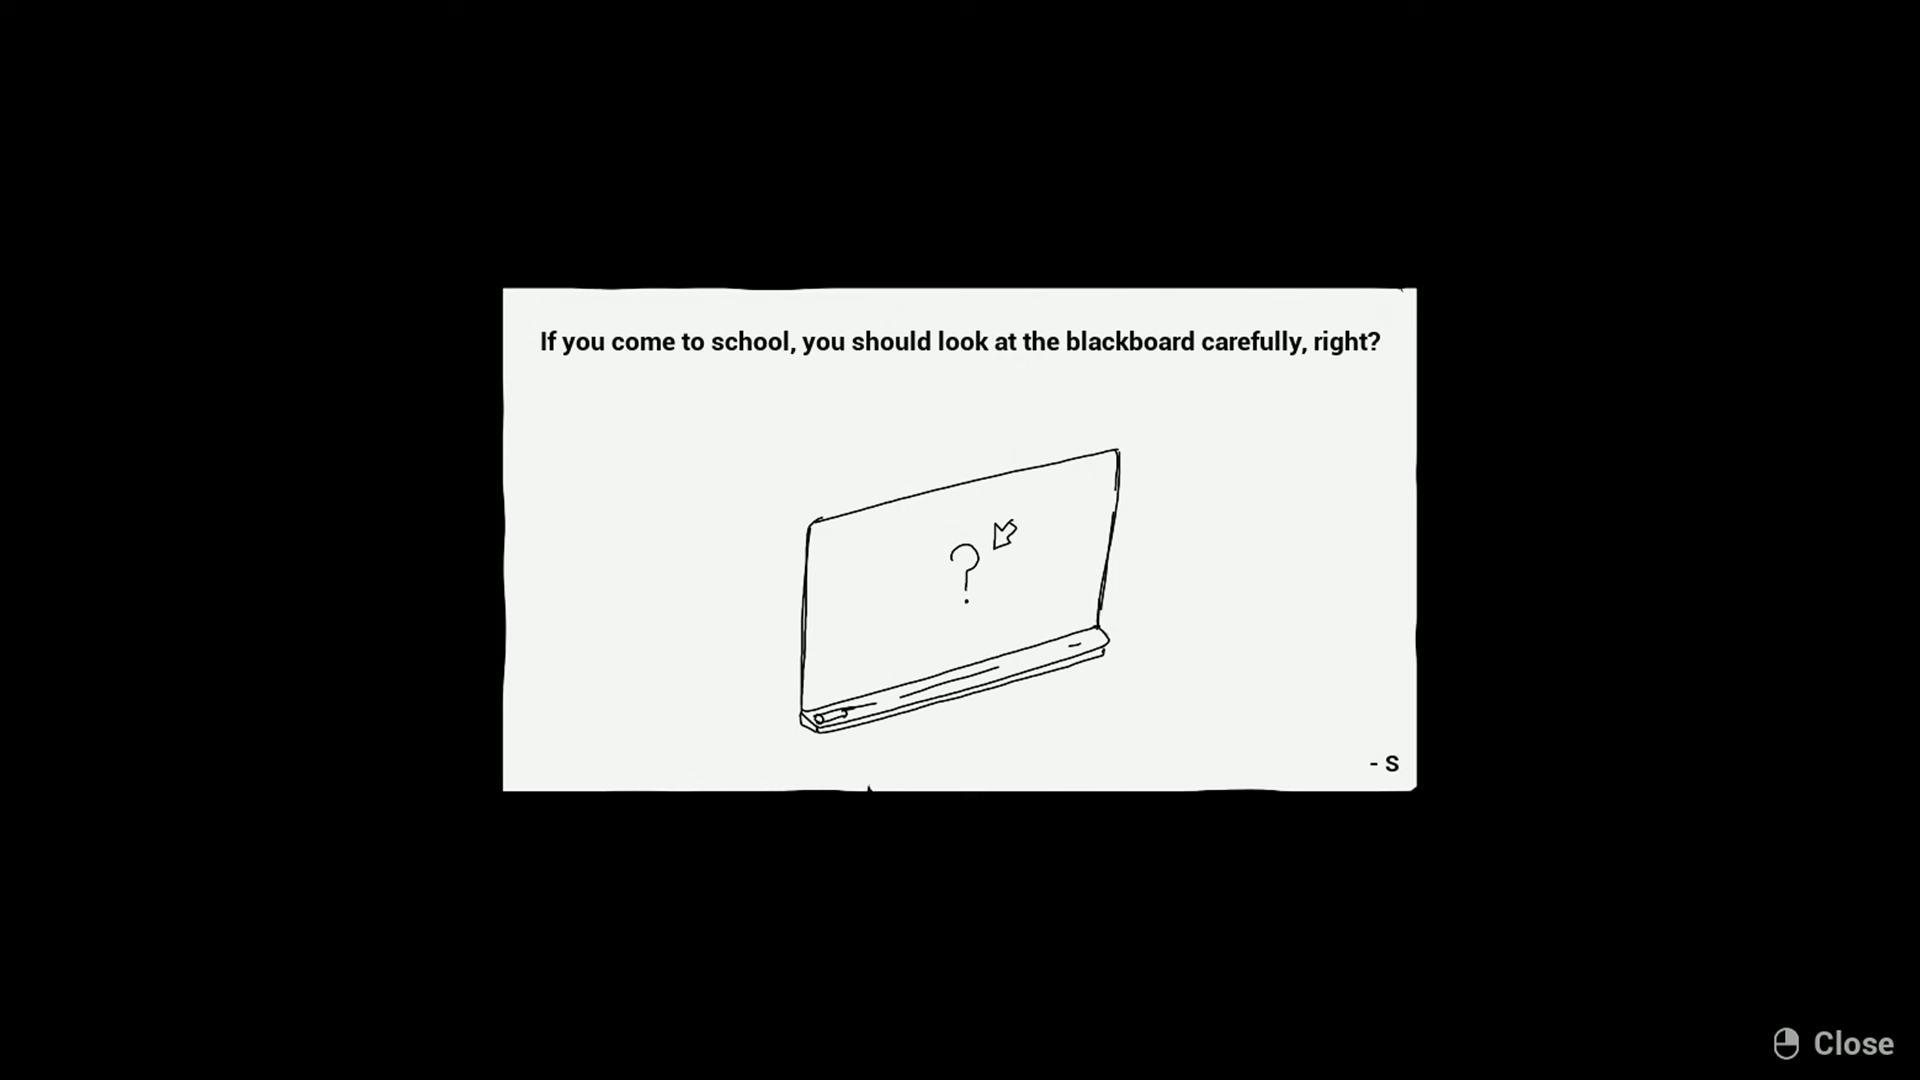 If you come to school, you should look at the blackboard carefully, right?
?
- S
Close